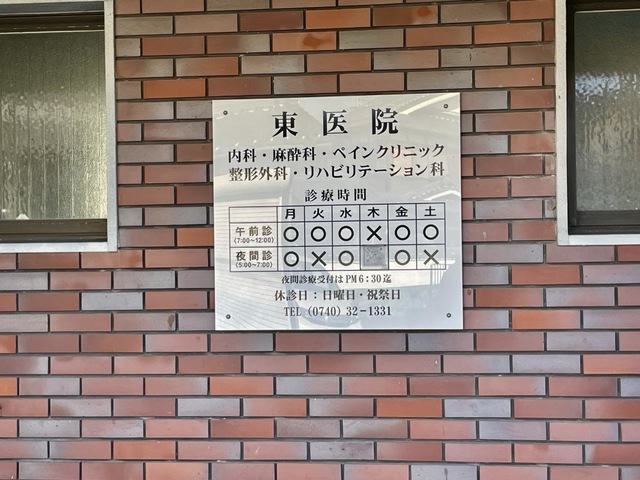 東医院
内科・麻酔科・ペインクリニック
整形外科・リハビリテーション科
診療時間
月 火 水 木 金 土
午前診 (7:00~12:00) ○ ○ ○ × ○ ○
夜間診 (5:00~7:00) ○ × ○ ○ ×
夜間診療受付はPM6:30迄
休診日:日曜日・祝祭日
TEL (0740) 32-1331